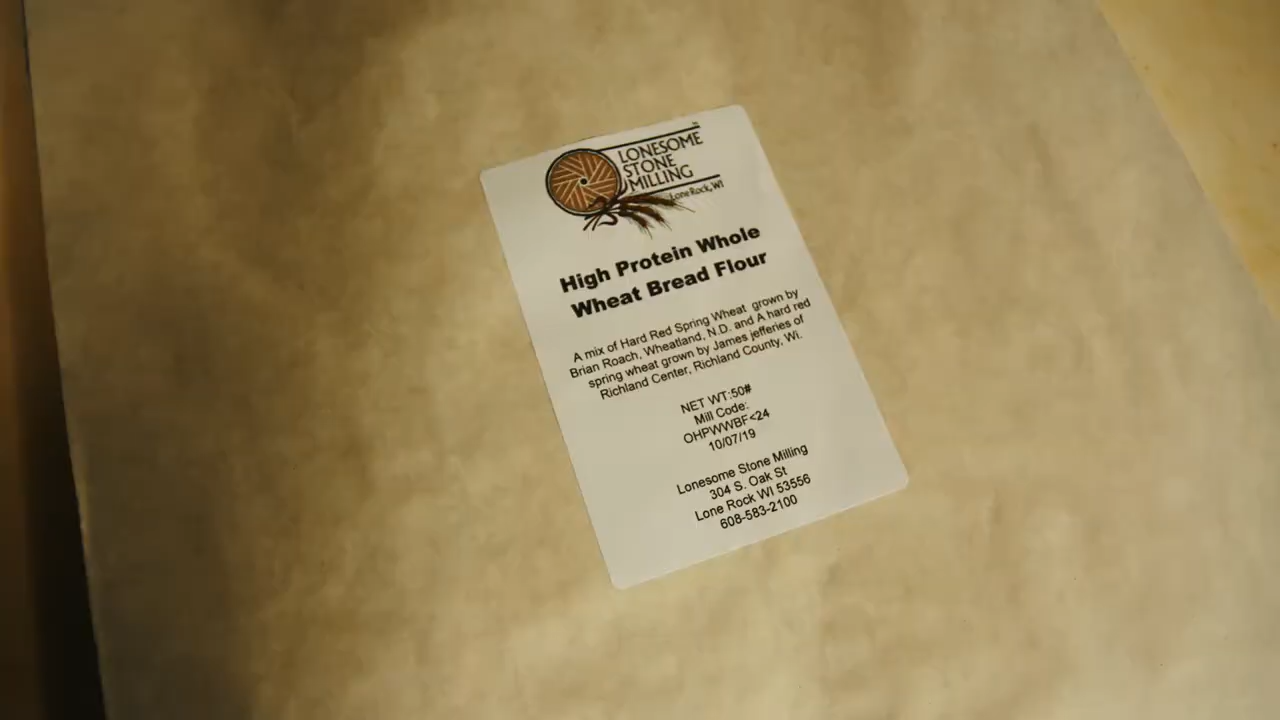 LONESOME
STONE
MILLING
Lone Rock, WI
High Protein Whole
Wheat Bread Flour
A mix of Hard Red Spring Wheat grown by
Brian Roach, Wheatland, N.D. and A hard red
spring wheat grown by James jefferies of
Richland Center, Richland County, Wi.
NET WT:50#
Mill Code:
OHPWWBF<24
10/07/19
Lonesome Stone Milling
304 S. Oak St
Lone Rock WI 53556
608-583-2100